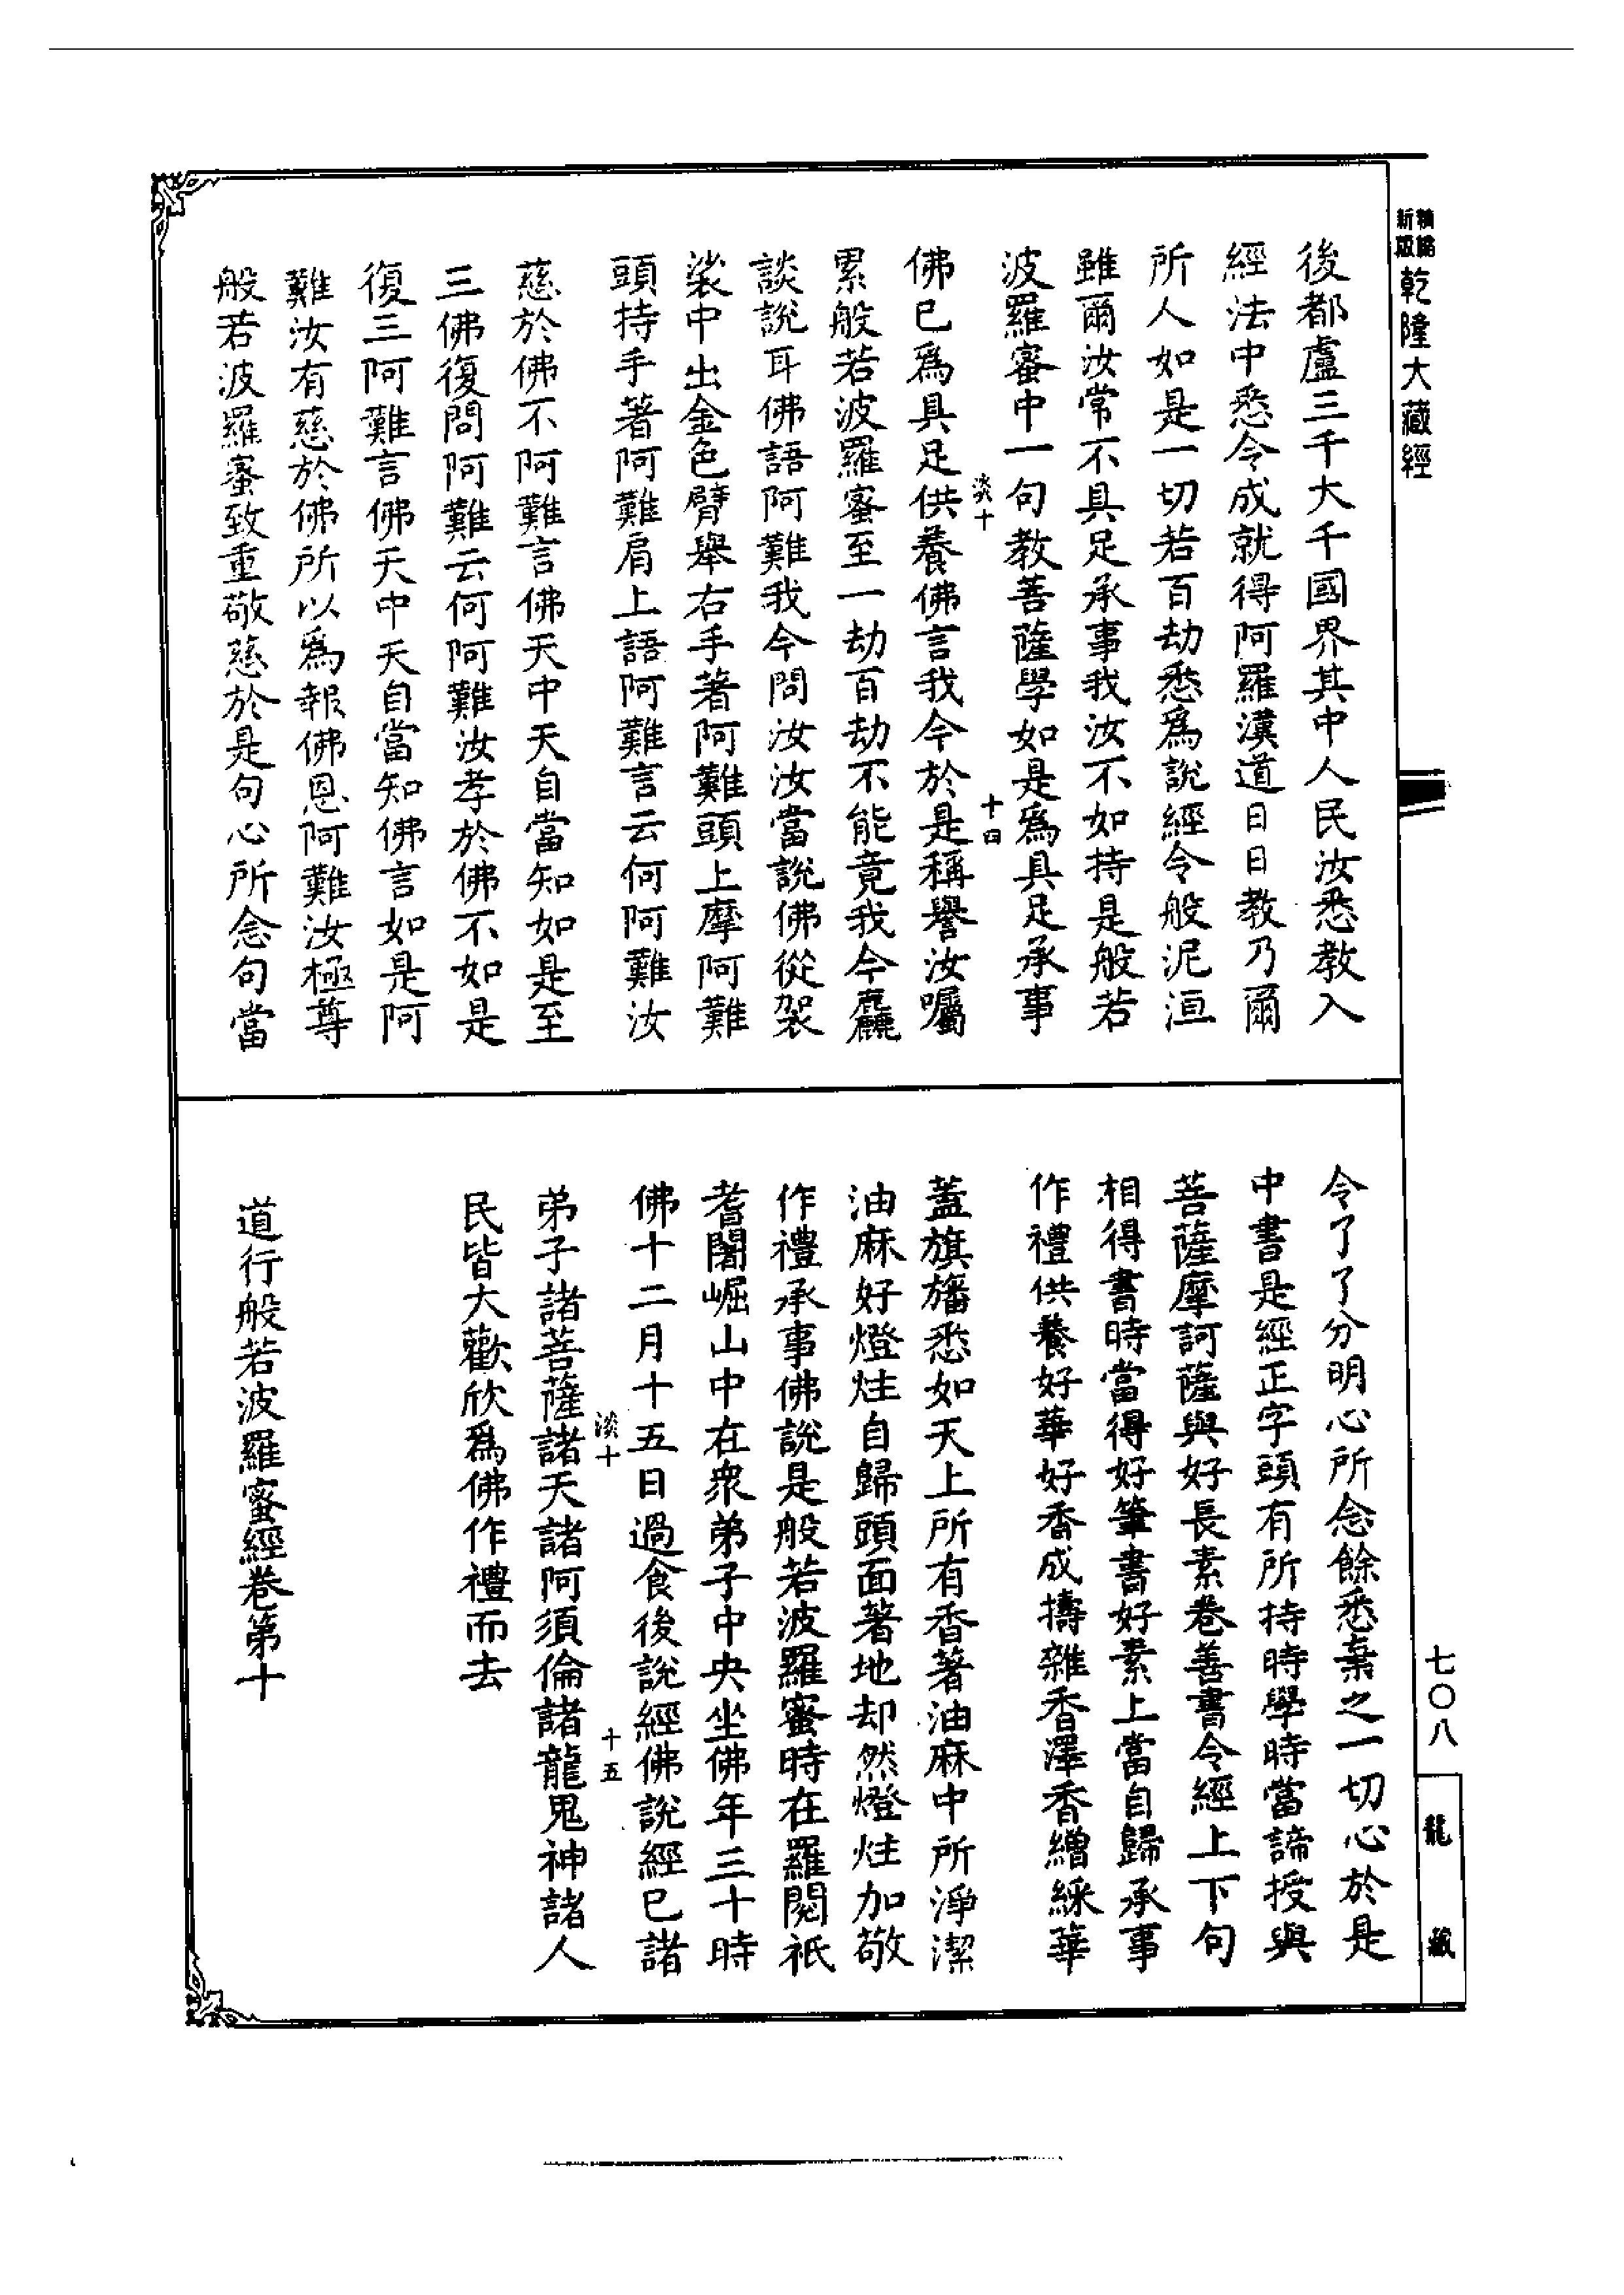 新版
精縮
乾隆大藏經
後都盧三千大千國界其中人民汝悉教入
經法中悉令成就得阿羅漢道日日教乃爾
所人如是一切若百劫悉為說經令般泥洹
雖爾汝常不具足承事我汝不如持是般若
波羅蜜中一句教菩薩學如是為具足承事
淡十
十四
佛已為具足供養佛言我今於是稱譽汝囑
累般若波羅蜜至一劫百劫不能竟我今麤
談說耳佛語阿難我今問汝汝當說佛從袈
裟中出金色臂舉右手著阿難頭上摩阿難
頭持手著阿難肩上語阿難言云何阿難汝
慈於佛不阿難言佛天中天自當知如是至
三佛復問阿難云何阿難汝孝於佛不如是
復三阿難言佛天中天自當知佛言如是阿
難汝有慈於佛所以為報佛恩阿難汝極尊
般若波羅蜜致重敬慈於是句心所念句當
令了了分明心所念餘悉棄之一切心於是
中書是經正字頭有所持時學時當諦授與
菩薩摩訶薩與好長素卷善書令經上下句
相得書時當得好筆書好素上當自歸承事
作禮供養好華好香成擣雜香澤香繒綵華
蓋旗旛悉如天上所有香著油麻中所淨潔
油麻好燈炷自歸頭面著地却然燈炷加敬
作禮承事佛說是般若波羅蜜時在羅閱祇
耆闍崛山中在眾弟子中央坐佛年三十時
佛十二月十五日過食後說經佛說經已諸
淡十
十五
弟子諸菩薩諸天諸阿須倫諸龍鬼神諸人
民皆大歡欣為佛作禮而去
道行般若波羅蜜經卷第十
七〇八
龍藏